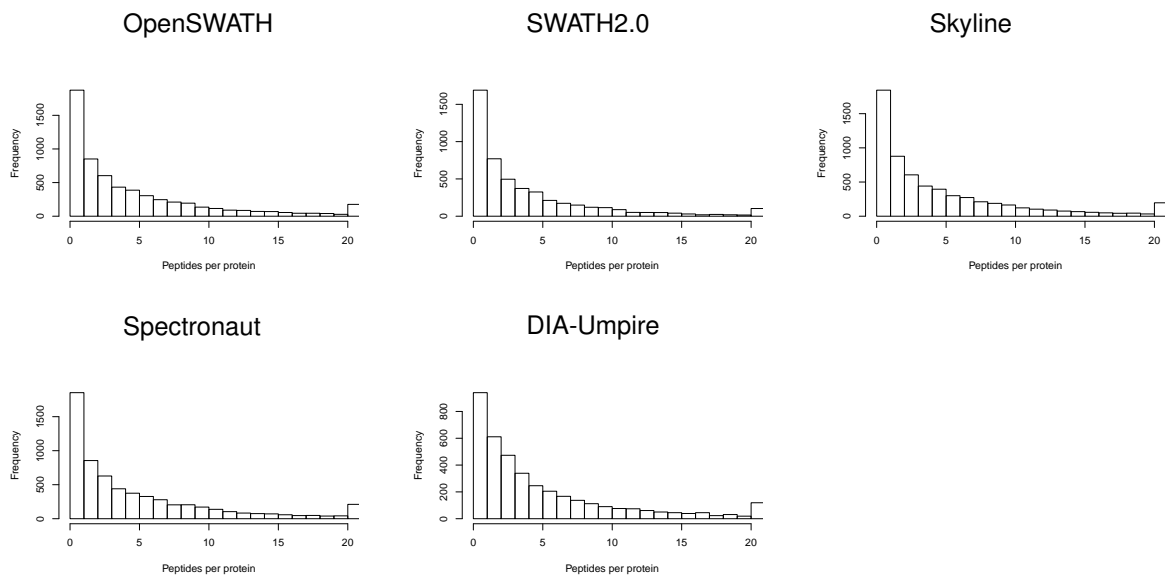 OpenSWATH
Frequency
0 500 1000 1500
0 5 10 15 20
Peptides per protein
SWATH2.0
Frequency
0 500 1000 1500
0 5 10 15 20
Peptides per protein
Skyline
Frequency
0 500 1000 1500
0 5 10 15 20
Peptides per protein
Spectronaut
Frequency
0 500 1000 1500
0 5 10 15 20
Peptides per protein
DIA-Umpire
Frequency
0 200 400 600 800
0 5 10 15 20
Peptides per protein